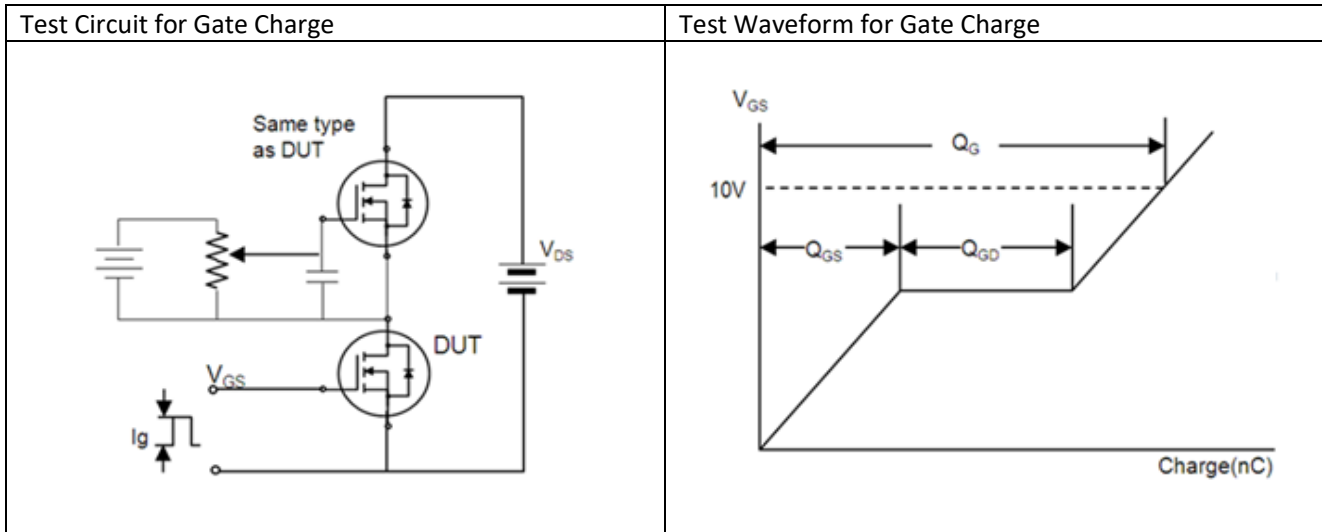 Test Circuit for Gate Charge
Test Waveform for Gate Charge
Same type
as DUT
VDS
DUT
VGS
Ig
VGS
QG
10V
QGS
QGD
Charge(nC)